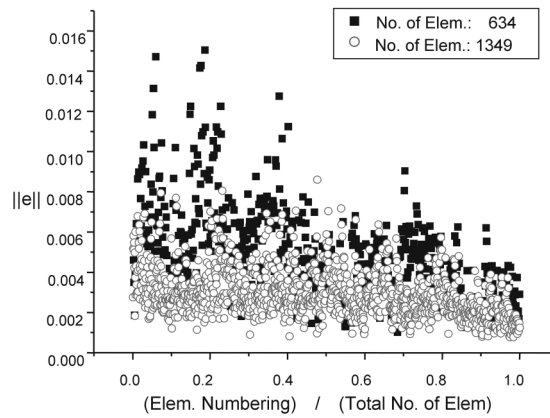 No. of Elem.: 634
No. of Elem.: 1349
0.016
0.014
0.012
0.010
0.008
0.006
0.004
0.002
0.000
||e||
0.0 0.2 0.4 0.6 0.8 1.0
(Elem. Numbering) / (Total No. of Elem)